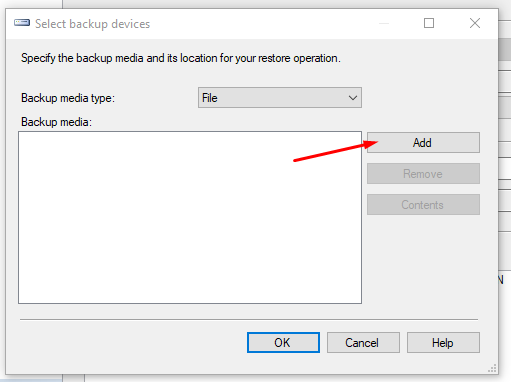 Select backup devices
Specify the backup media and its location for your restore operation.
Backup media type:
File
Backup media:
Add
Remove
Contents
N
OK
Cancel
Help